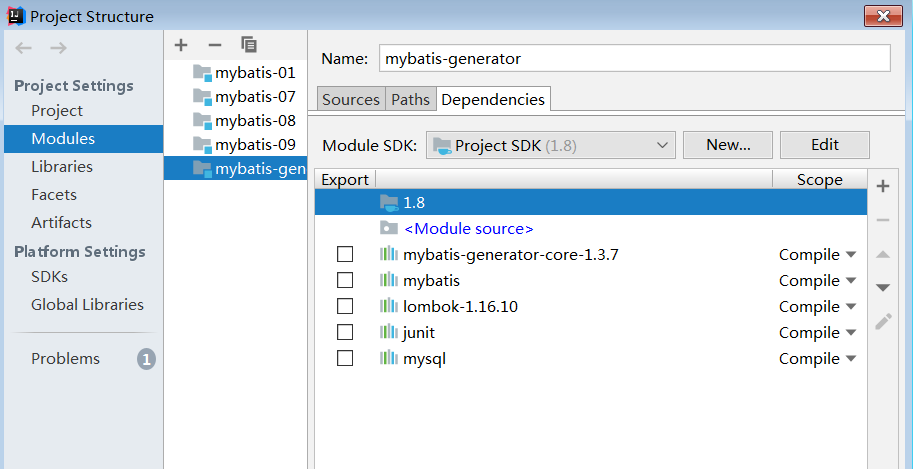 Project Structure
Project Settings
Project
Modules
Libraries
Facets
Artifacts
Platform Settings
SDKs
Global Libraries
Problems 1
mybatis-01
mybatis-07
mybatis-08
mybatis-09
mybatis-gen
Name: mybatis-generator
Sources Paths Dependencies
Module SDK: Project SDK (1.8) New... Edit
Export Scope
1.8
<Module source>
mybatis-generator-core-1.3.7 Compile
mybatis Compile
lombok-1.16.10 Compile
junit Compile
mysql Compile